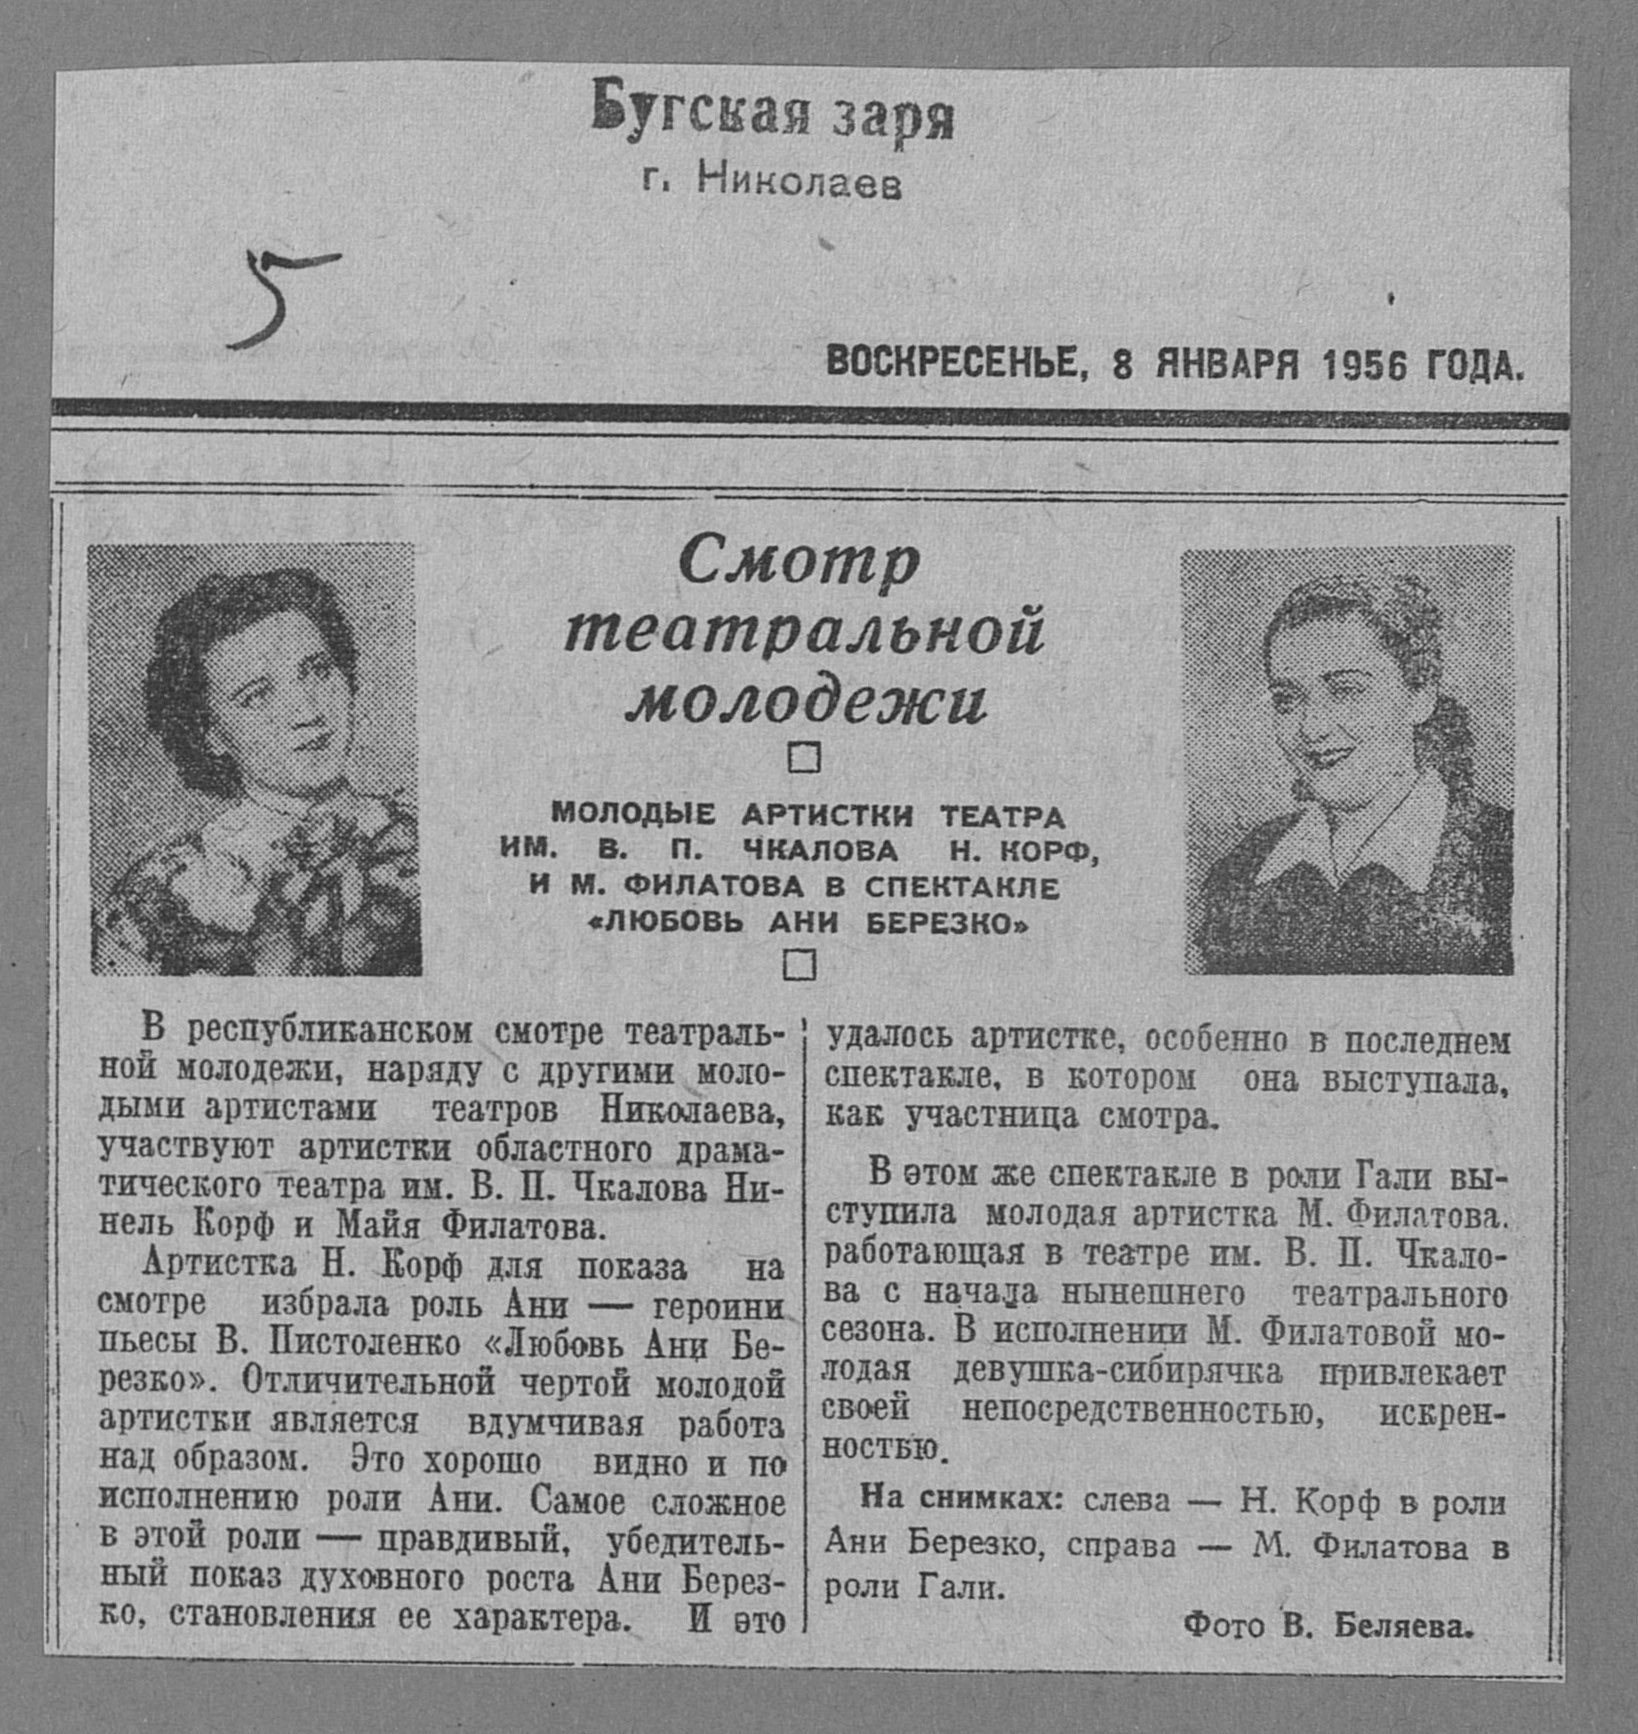 Бугская заря
г. Николаев
5
ВОСКРЕСЕНЬЕ, 8 ЯНВАРЯ 1956 ГОДА.
Смотр
театральной
молодежи
МОЛОДЫЕ АРТИСТКИ ТЕАТРА
ИМ. В. П. ЧКАЛОВА Н. КОРФ,
И М. ФИЛАТОВА В СПЕКТАКЛЕ
«ЛЮБОВЬ АНИ БЕРЕЗКО»
В республиканском смотре театраль-
ной молодежи, наряду с другими моло-
дыми артистами театров Николаева,
участвуют артистки областного драма-
тического театра им. В. П. Чкалова Ни-
нель Корф и Майя Филатова.
Артистка Н. Корф для показа на
смотре избрала роль Ани — героини
пьесы В. Пистоленко «Любовь Ани Бе-
резко». Отличительной чертой молодой
артистки является вдумчивая работа
над образом. Это хорошо видно и по
исполнению роли Ани. Самое сложное
в этой роли — правдивый, убедитель-
ный показ духовного роста Ани Берез-
ко, становления ее характера. И это
удалось артистке, особенно в последнем
спектакле, в котором она выступала,
как участница смотра.
В этом же спектакле в роли Гали вы-
ступила молодая артистка М. Филатова,
работающая в театре им. В. П. Чкало-
ва с начала нынешнего театрального
сезона. В исполнении М. Филатовой мо-
лодая девушка-сибирячка привлекает
своей непосредственностью, искрен-
ностью.
На снимках: слева — Н. Корф в роли
Ани Березко, справа — М. Филатова в
роли Гали.
Фото В. Беляева.